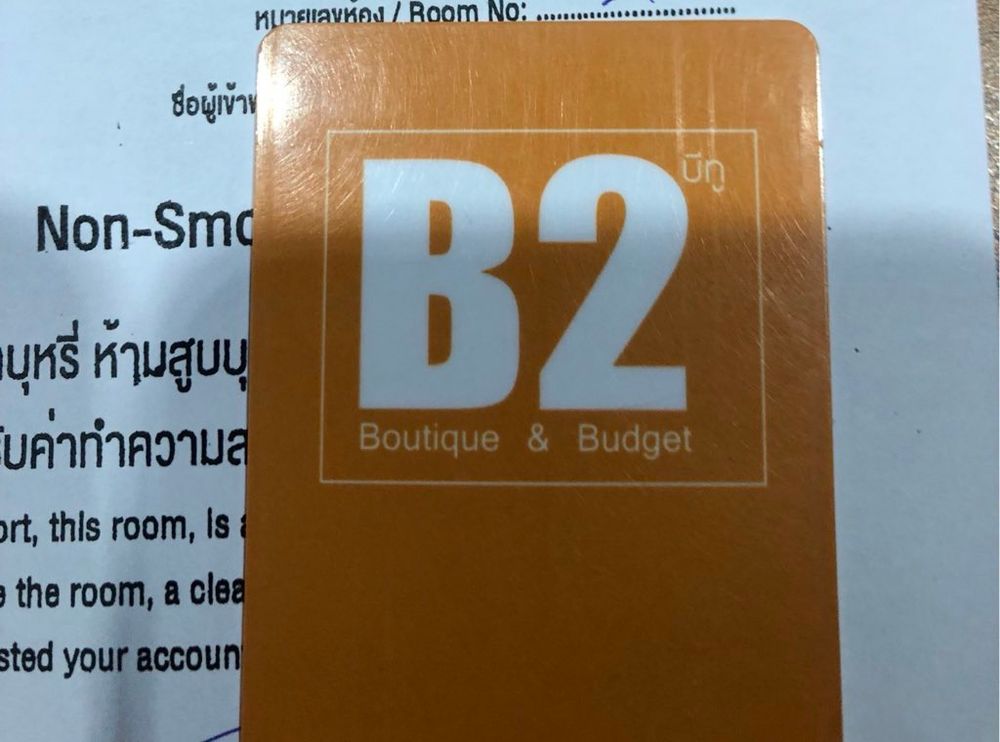 หมายเลขห้อง / Room No:
ชื่อผู้เข้า
Non-Smo
บุหรี่ ห้ามสูบบุ
รับค่าทำความส
ort, this room, is a
e the room, a clea
sted your accoun
B2
บีทู
Boutique & Budget